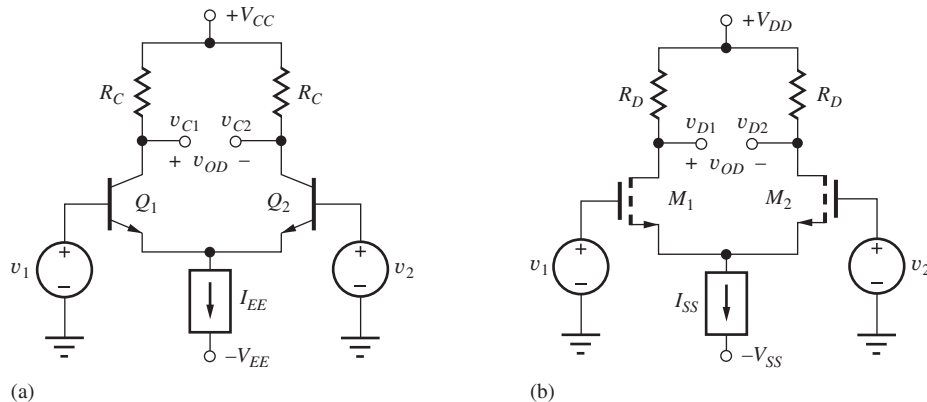 (a)
+V_CC
R_C
R_C
v_C1
v_C2
+ v_OD −
Q_1
Q_2
v_1
+
−
+
−
v_2
I_EE
−V_EE
(b)
+V_DD
R_D
R_D
v_D1
v_D2
+ v_OD −
M_1
M_2
v_1
+
−
+
−
v_2
I_SS
−V_SS